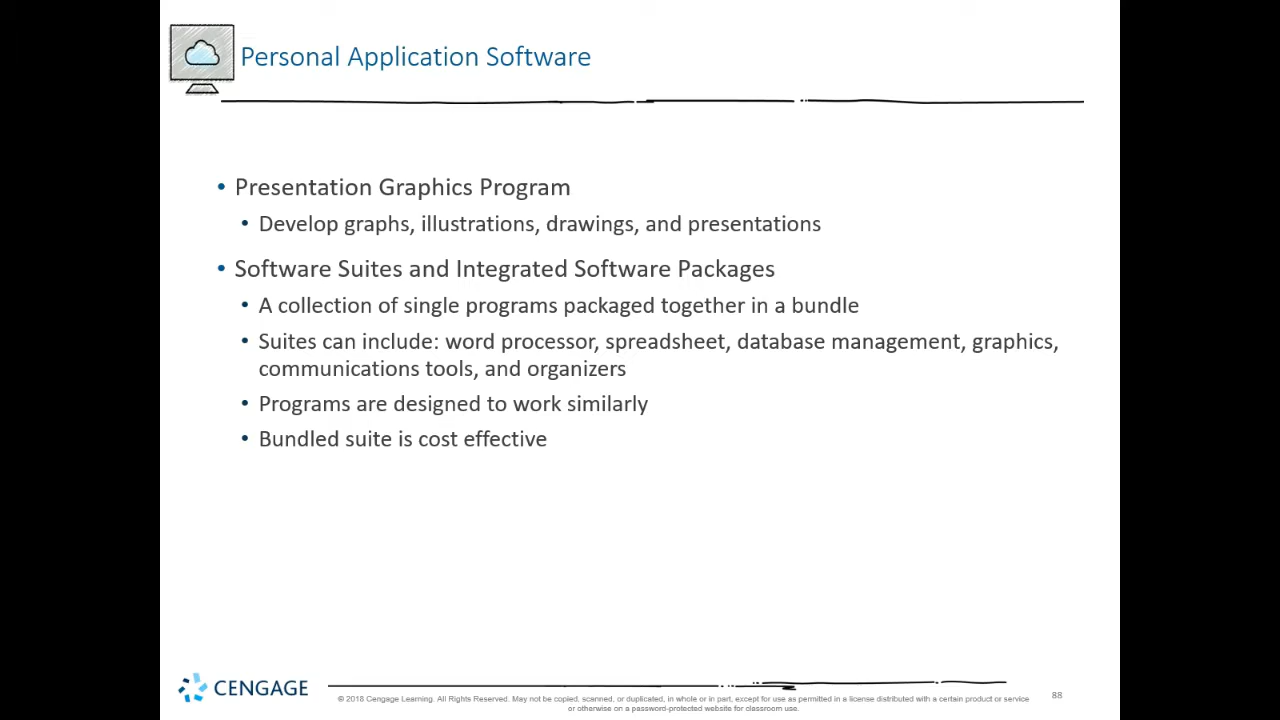 Personal Application Software
• Presentation Graphics Program
• Develop graphs, illustrations, drawings, and presentations
• Software Suites and Integrated Software Packages
• A collection of single programs packaged together in a bundle
• Suites can include: word processor, spreadsheet, database management, graphics,
communications tools, and organizers
• Programs are designed to work similarly
• Bundled suite is cost effective
CENGAGE
© 2018 Cengage Learning. All Rights Reserved. May not be copied, scanned, or duplicated, in whole or in part, except for use as permitted in a license distributed with a certain product or service
or otherwise on a password-protected website for classroom use.
88